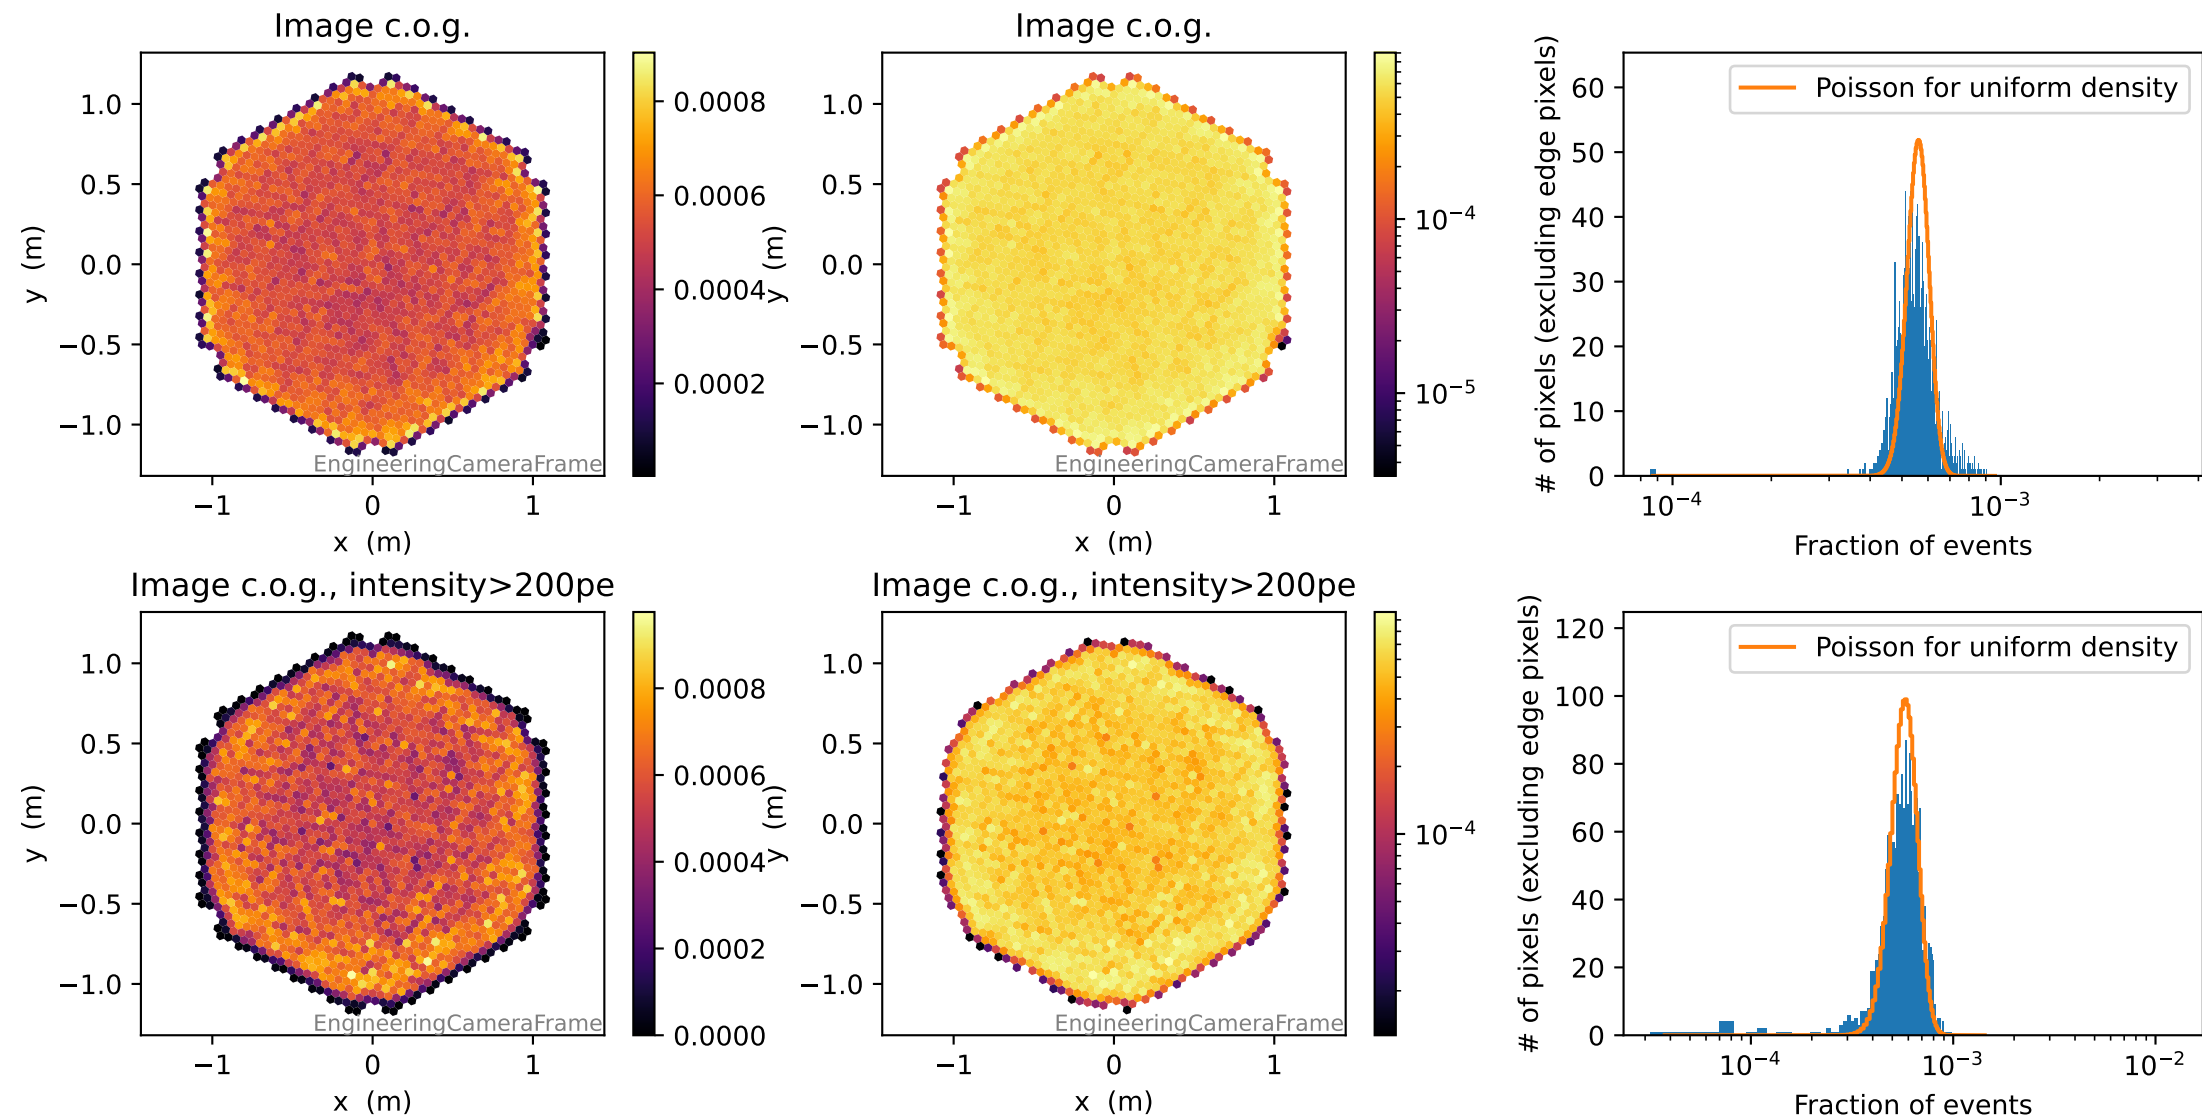 Image c.o.g.
1.0
0.5
0.0
−0.5
−1.0
y (m)
−1
0
1
x (m)
EngineeringCameraFrame
0.0008
0.0006
0.0004
0.0002
Image c.o.g.
1.0
0.5
0.0
−0.5
−1.0
y (m)
−1
0
1
x (m)
EngineeringCameraFrame
10⁻⁴
10⁻⁵
# of pixels (excluding edge pixels)
60
50
40
30
20
10
0
Poisson for uniform density
10⁻⁴
10⁻³
Fraction of events
Image c.o.g., intensity>200pe
1.0
0.5
0.0
−0.5
−1.0
y (m)
−1
0
1
x (m)
EngineeringCameraFrame
0.0008
0.0006
0.0004
0.0002
0.0000
Image c.o.g., intensity>200pe
1.0
0.5
0.0
−0.5
−1.0
y (m)
−1
0
1
x (m)
EngineeringCameraFrame
10⁻⁴
# of pixels (excluding edge pixels)
120
100
80
60
40
20
0
Poisson for uniform density
10⁻⁴
10⁻³
10⁻²
Fraction of events